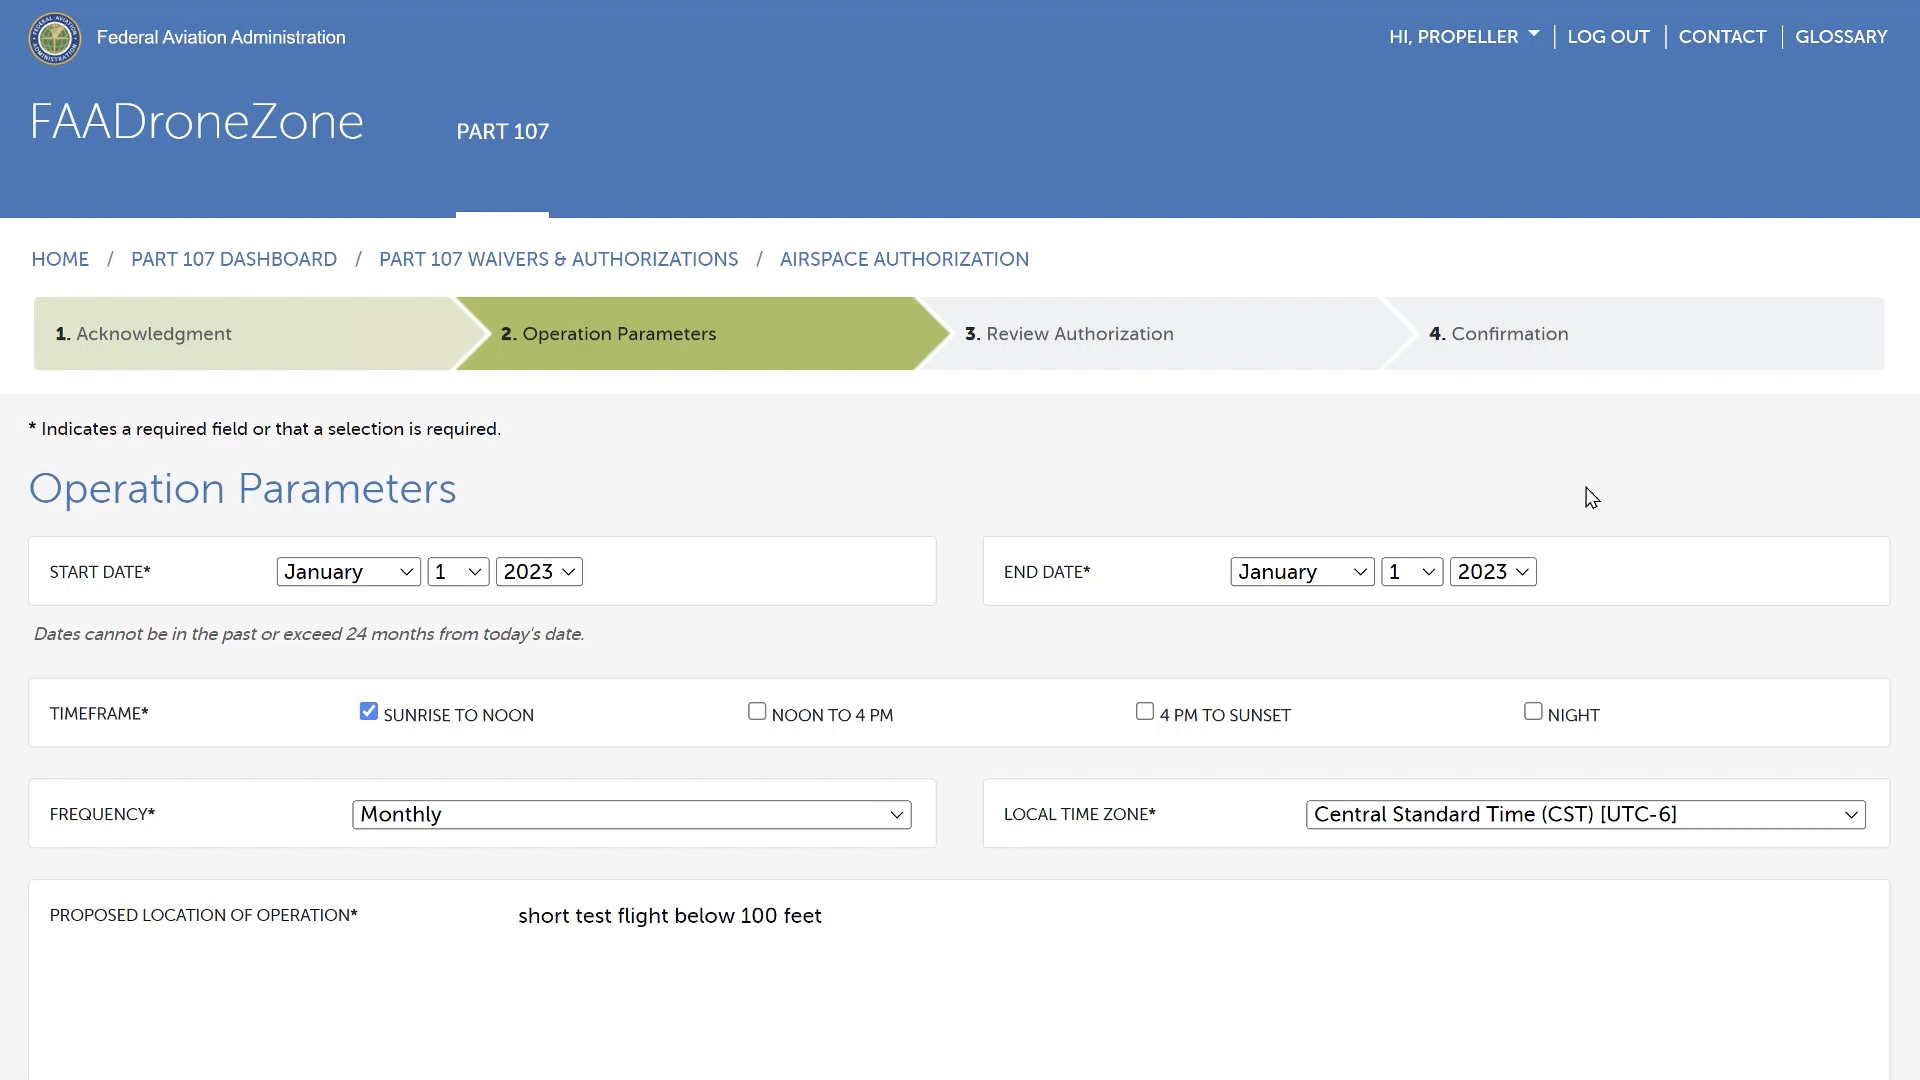 Federal Aviation Administration
HI, PROPELLER
LOG OUT
CONTACT
GLOSSARY
FAADroneZone
PART 107
HOME / PART 107 DASHBOARD / PART 107 WAIVERS & AUTHORIZATIONS / AIRSPACE AUTHORIZATION
1. Acknowledgment
2. Operation Parameters
3. Review Authorization
4. Confirmation
* Indicates a required field or that a selection is required.
Operation Parameters
START DATE* January 1 2023
END DATE* January 1 2023
Dates cannot be in the past or exceed 24 months from today's date.
TIMEFRAME* SUNRISE TO NOON NOON TO 4 PM 4 PM TO SUNSET NIGHT
FREQUENCY* Monthly
LOCAL TIME ZONE* Central Standard Time (CST) [UTC-6]
PROPOSED LOCATION OF OPERATION* short test flight below 100 feet